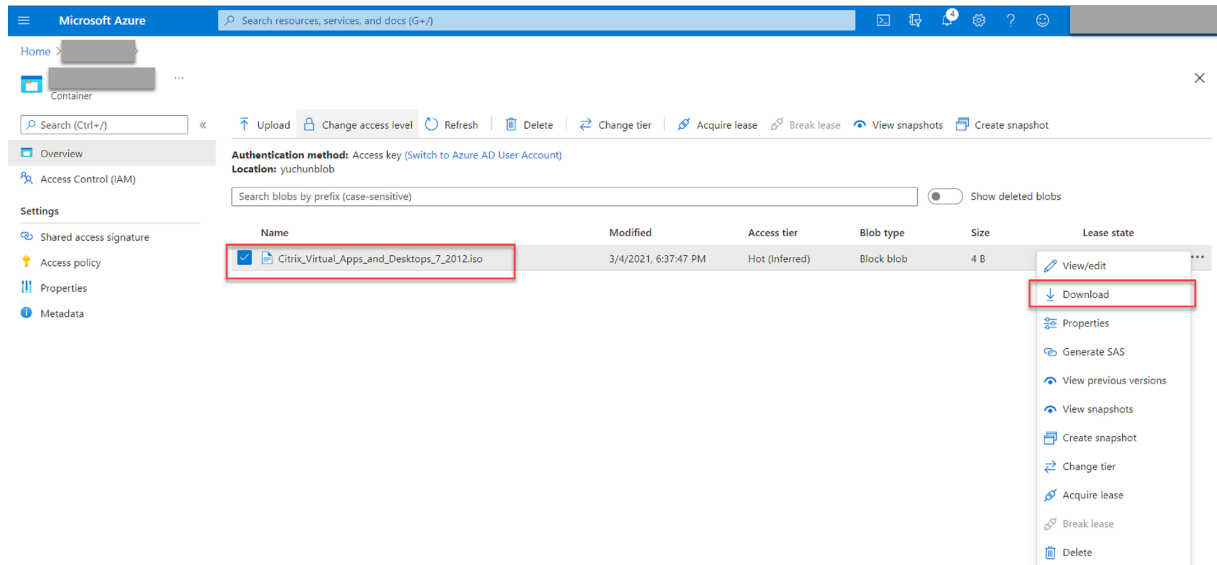 Microsoft Azure
Search resources, services, and docs (G+/)
4
Home >
...
Container
Search (Ctrl+/)
«
Overview
Access Control (IAM)
Settings
Shared access signature
Access policy
Properties
Metadata
Upload Change access level Refresh Delete Change tier Acquire lease Break lease View snapshots Create snapshot
Authentication method: Access key (Switch to Azure AD User Account)
Location: yuchunblob
Search blobs by prefix (case-sensitive)
Show deleted blobs
Name Modified Access tier Blob type Size Lease state
Citrix_Virtual_Apps_and_Desktops_7_2012.iso 3/4/2021, 6:37:47 PM Hot (Inferred) Block blob 4 B ...
View/edit
Download
Properties
Generate SAS
View previous versions
View snapshots
Create snapshot
Change tier
Acquire lease
Break lease
Delete